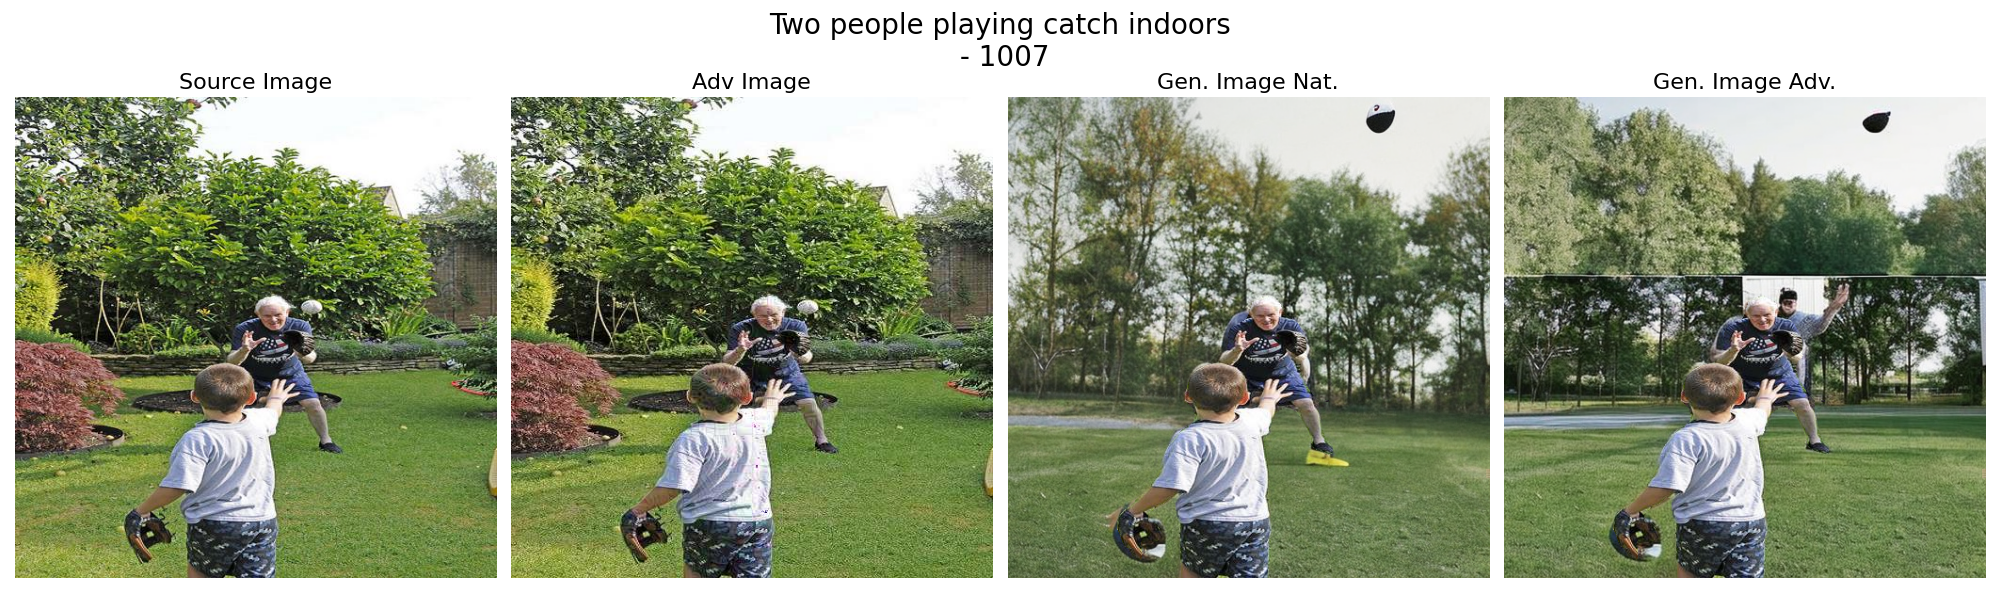 Two people playing catch indoors
- 1007
Source Image
Adv Image
Gen. Image Nat.
Gen. Image Adv.